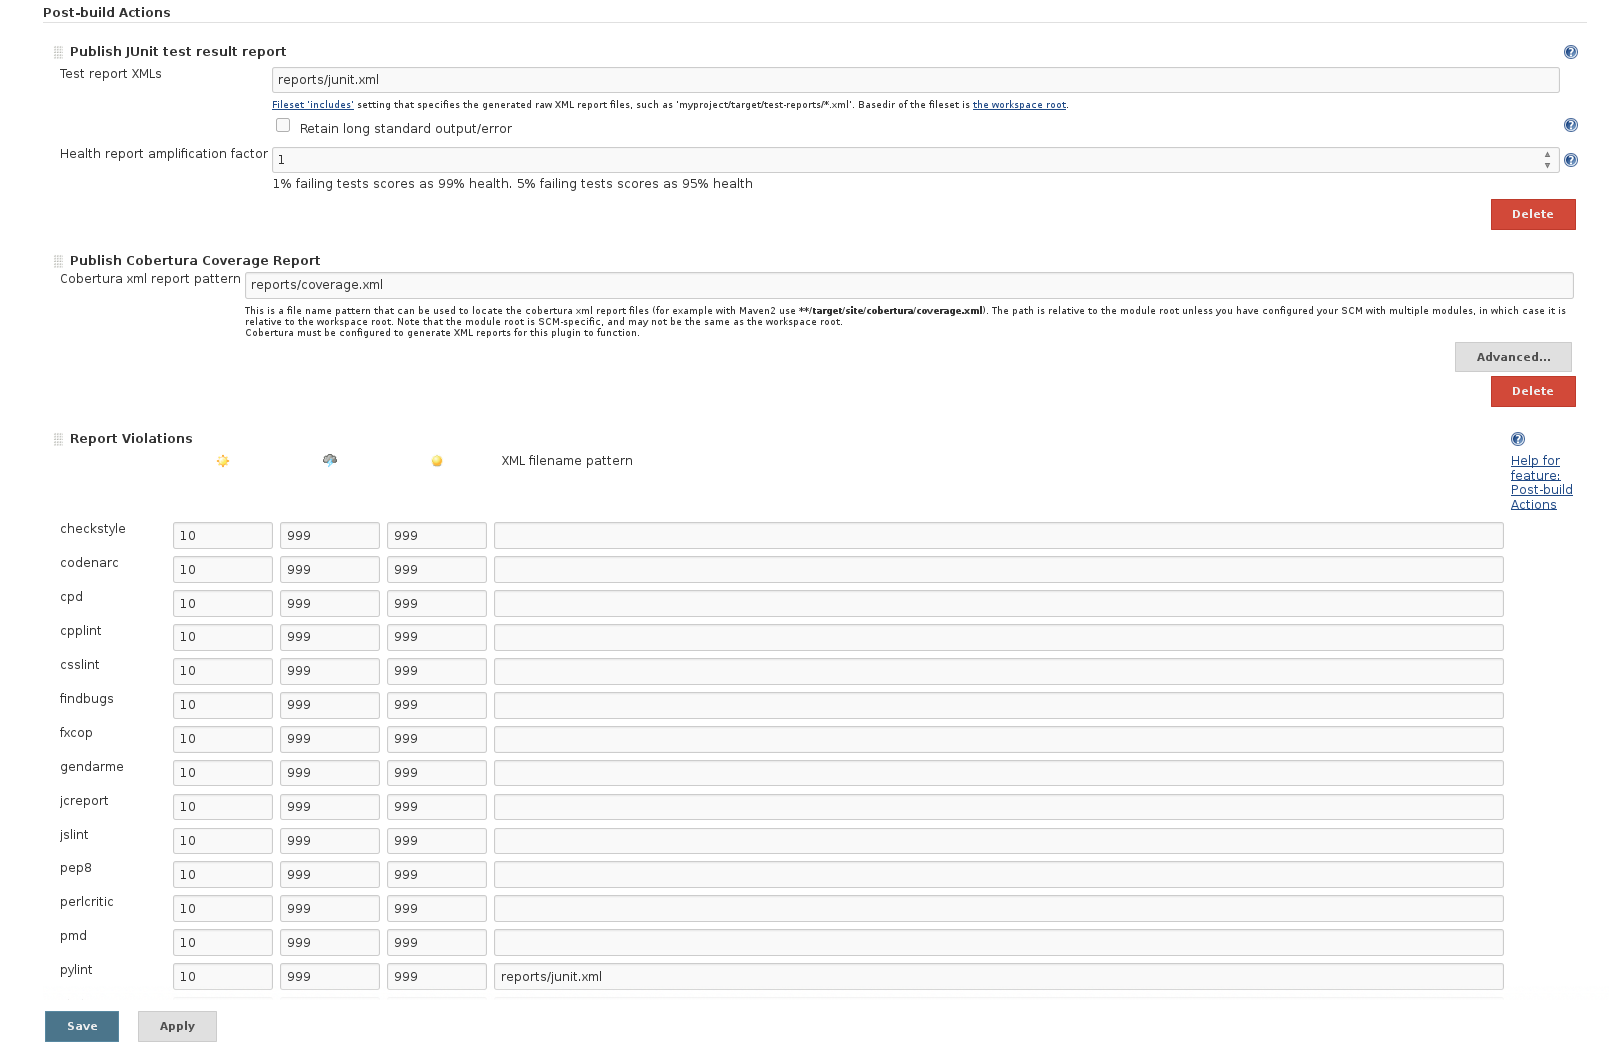 Post-build Actions
Publish JUnit test result report
Test report XMLs
reports/junit.xml
Fileset 'includes' setting that specifies the generated raw XML report files, such as 'myproject/target/test-reports/*.xml'. Basedir of the fileset is the workspace root.
Retain long standard output/error
Health report amplification factor
1
1% failing tests scores as 99% health. 5% failing tests scores as 95% health
Delete
Publish Cobertura Coverage Report
Cobertura xml report pattern
reports/coverage.xml
This is a file name pattern that can be used to locate the cobertura xml report files (for example with Maven2 use **/target/site/cobertura/coverage.xml). The path is relative to the module root unless you have configured your SCM with multiple modules, in which case it is
relative to the workspace root. Note that the module root is SCM-specific, and may not be the same as the workspace root.
Cobertura must be configured to generate XML reports for this plugin to function.
Advanced...
Delete
Report Violations
XML filename pattern
Help for
feature:
Post-build
Actions
checkstyle 10 999 999
codenarc 10 999 999
cpd 10 999 999
cpplint 10 999 999
csslint 10 999 999
findbugs 10 999 999
fxcop 10 999 999
gendarme 10 999 999
jcreport 10 999 999
jslint 10 999 999
pep8 10 999 999
perlcritic 10 999 999
pmd 10 999 999
pylint 10 999 999 reports/junit.xml
Save Apply